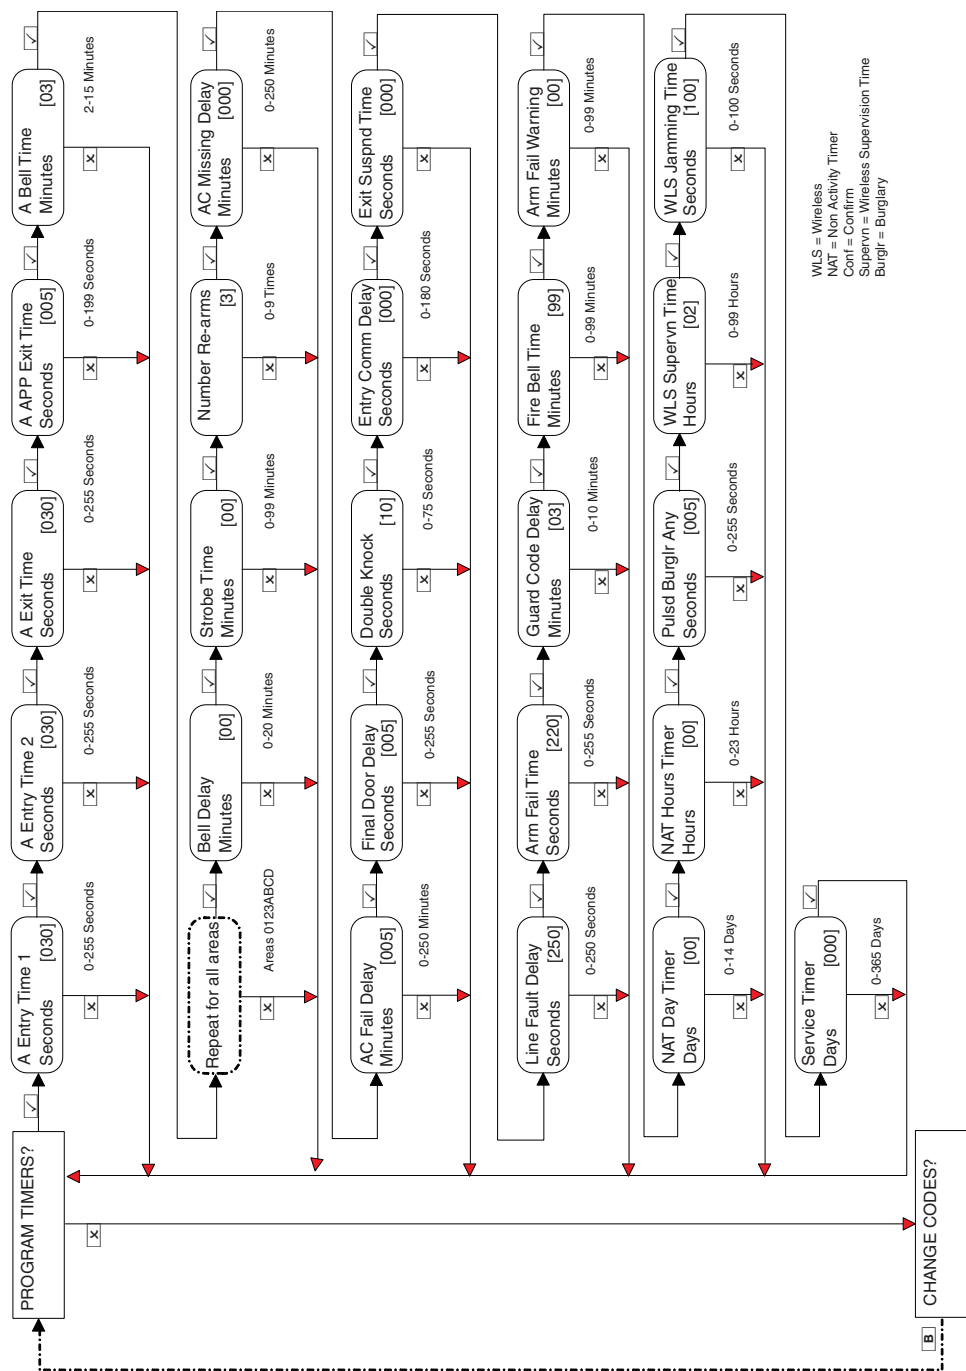 PROGRAM TIMERS?
A Entry Time 1
Seconds [030]
0-255 Seconds
A Entry Time 2
Seconds [030]
0-255 Seconds
A Exit Time
Seconds [030]
0-255 Seconds
A APP Exit Time
Seconds [005]
0-199 Seconds
A Bell Time
Minutes [03]
2-15 Minutes
Repeat for all areas
Areas 0123ABCD
Bell Delay
Minutes [00]
0-20 Minutes
Strobe Time
Minutes [00]
0-99 Minutes
Number Re-arms
[3]
0-9 Times
AC Missing Delay
Minutes [000]
0-250 Minutes
AC Fail Delay
Minutes [005]
0-250 Minutes
Final Door Delay
Seconds [005]
0-255 Seconds
Double Knock
Seconds [10]
0-75 Seconds
Entry Comm Delay
Seconds [000]
0-180 Seconds
Exit Suspnd Time
Seconds [000]
Line Fault Delay
Seconds [250]
0-250 Seconds
Arm Fail Time
Seconds [220]
0-255 Seconds
Guard Code Delay
Minutes [03]
0-10 Minutes
Fire Bell Time
Minutes [99]
0-99 Minutes
Arm Fail Warning
Minutes [00]
0-99 Minutes
NAT Day Timer
Days [00]
0-14 Days
NAT Hours Timer
Hours [00]
0-23 Hours
Pulsd Burglr Any
Seconds [005]
0-255 Seconds
WLS Supervn Time
Hours [02]
0-99 Hours
WLS Jamming Time
Seconds [100]
0-100 Seconds
Service Timer
Days [000]
0-365 Days
WLS = Wireless
NAT = Non Activity Timer
Conf = Confirm
Supervn = Wireless Supervision Time
Burglr = Burglary
CHANGE CODES?
B